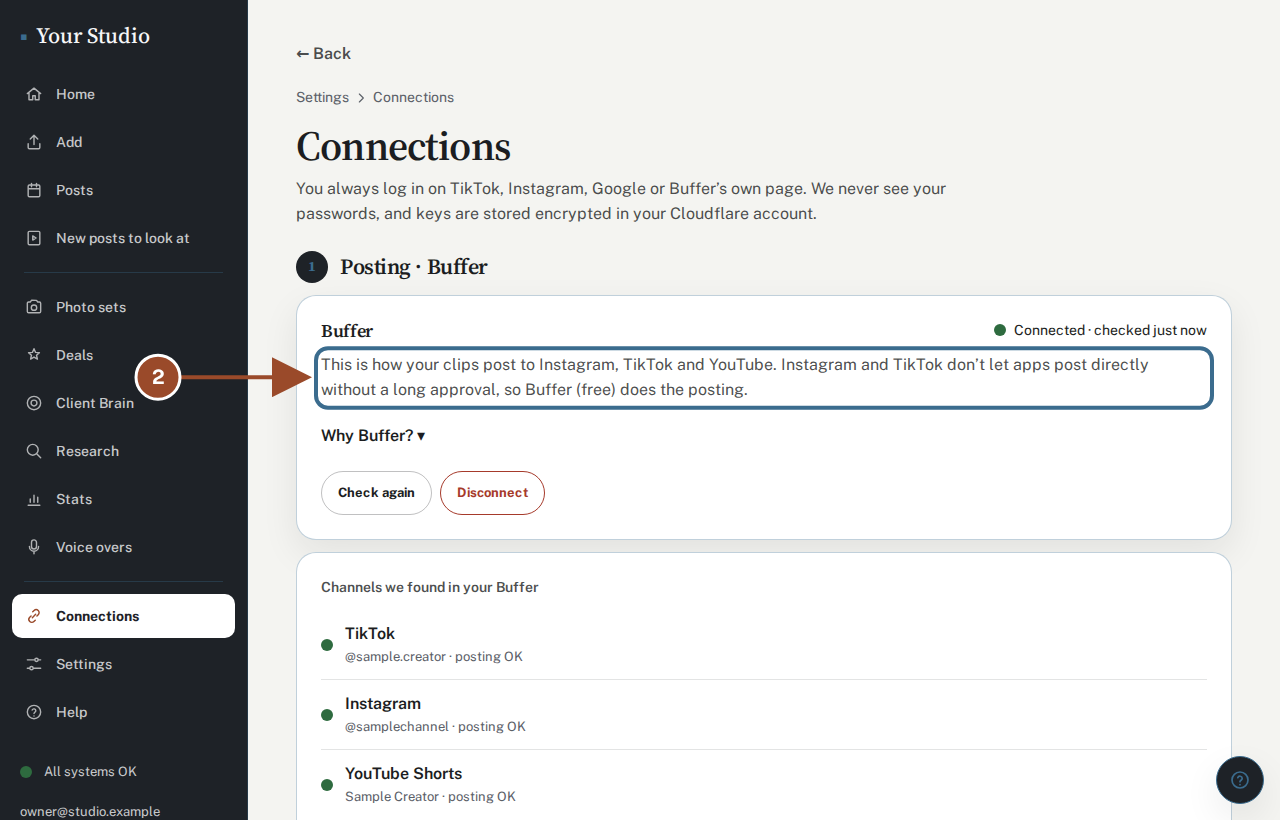 Your Studio
Home
Add
Posts
New posts to look at
Photo sets
Deals
2
Client Brain
Research
Stats
Voice overs
Connections
Settings
Help
All systems OK
owner@studio.example
← Back
Settings > Connections
Connections
You always log in on TikTok, Instagram, Google or Buffer’s own page. We never see your
passwords, and keys are stored encrypted in your Cloudflare account.
1 Posting · Buffer
Buffer
Connected · checked just now
This is how your clips post to Instagram, TikTok and YouTube. Instagram and TikTok don’t let apps post directly
without a long approval, so Buffer (free) does the posting.
Why Buffer? ▾
Check again
Disconnect
Channels we found in your Buffer
TikTok
@sample.creator · posting OK
Instagram
@samplechannel · posting OK
YouTube Shorts
Sample Creator · posting OK